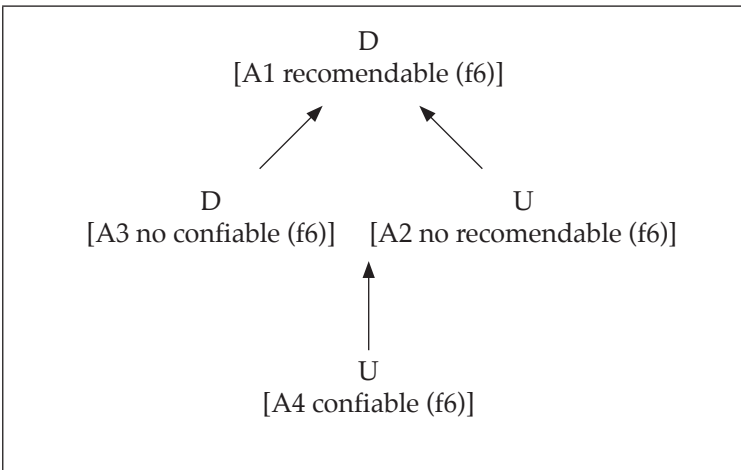 D
[A1 recomendable (f6)]
D U
[A3 no confiable (f6)] [A2 no recomendable (f6)]
U
[A4 confiable (f6)]